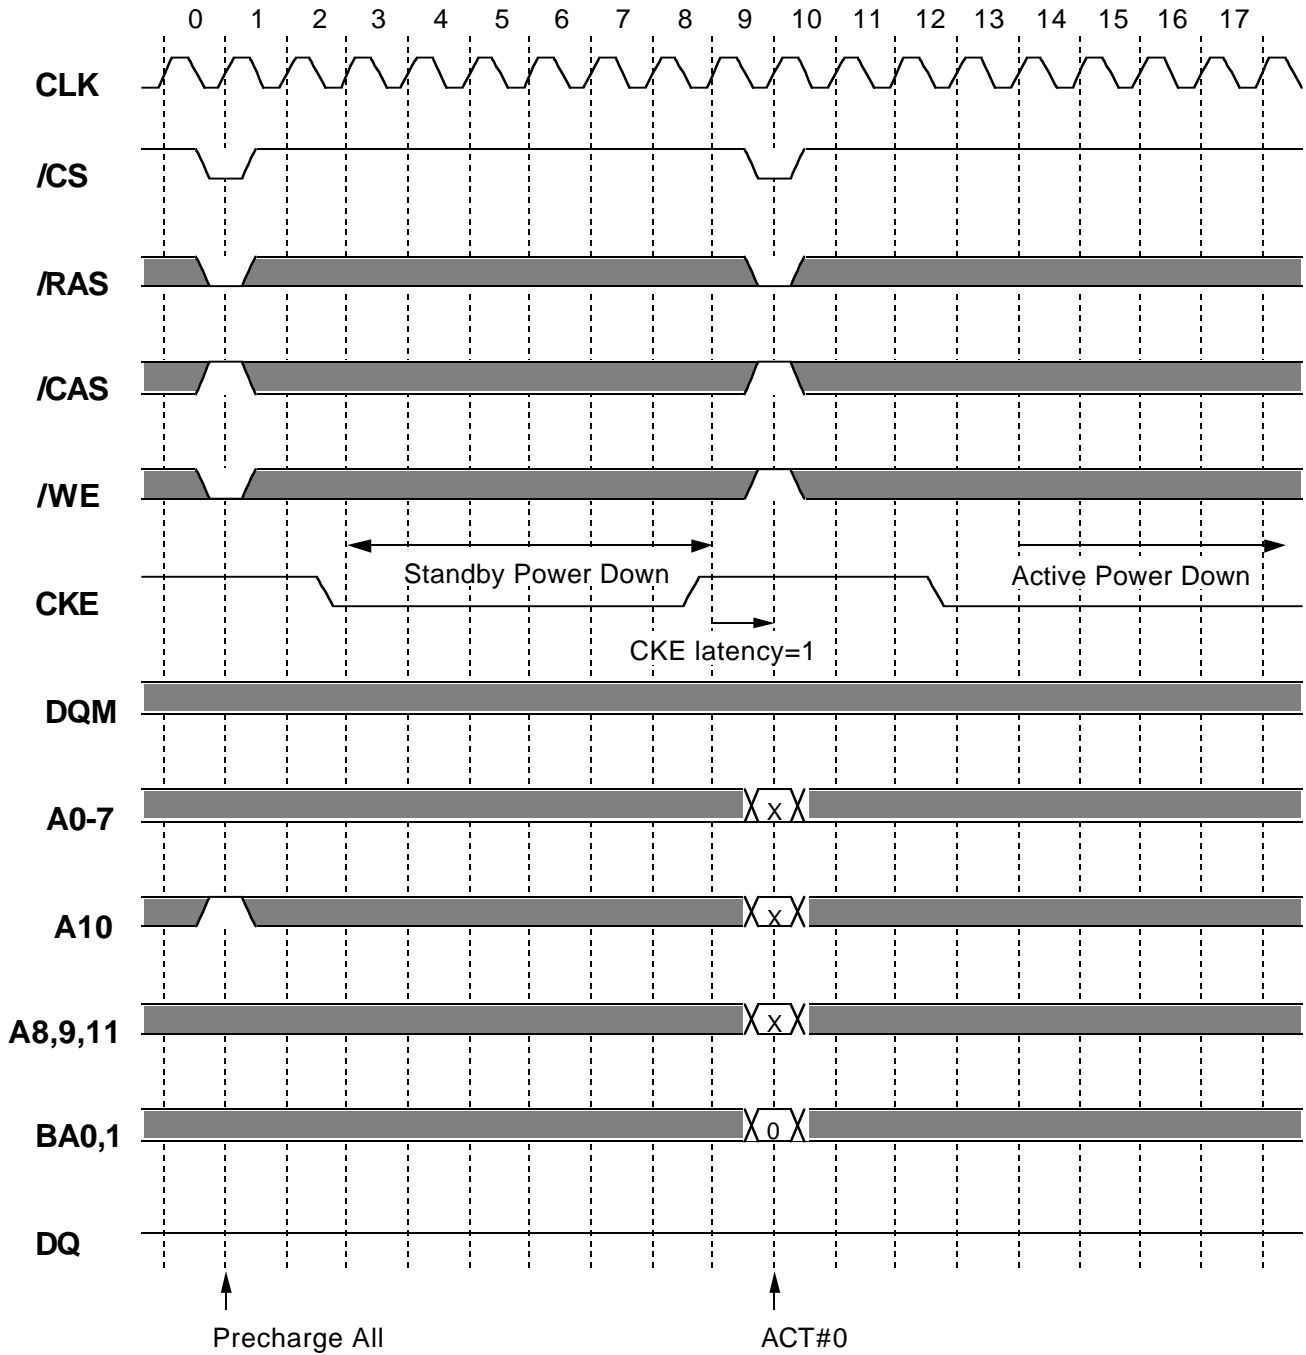 0 1 2 3 4 5 6 7 8 9 10 11 12 13 14 15 16 17
CLK
/CS
/RAS
/CAS
/WE
Standby Power Down
Active Power Down
CKE
CKE latency=1
DQM
A0-7
X
A10
X
A8,9,11
X
BA0,1
0
DQ
Precharge All
ACT#0